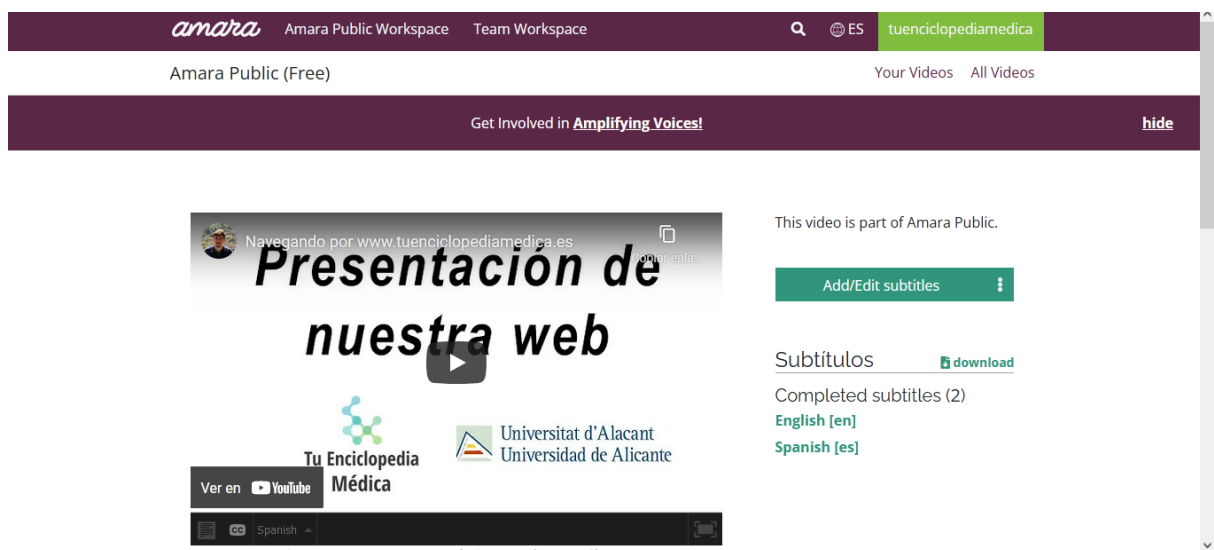 amara Amara Public Workspace Team Workspace ES tuenciclopediamedica
Amara Public (Free) Your Videos All Videos
Get Involved in Amplifying Voices! hide
Navegando por www.tuenciclopediamedica.es
Copiar enla...
Presentación de
nuestra web
Tu Enciclopedia
Médica
Universitat d'Alacant
Universidad de Alicante
Ver en YouTube
CC Spanish
This video is part of Amara Public.
Add/Edit subtitles
Subtítulos download
Completed subtitles (2)
English [en]
Spanish [es]